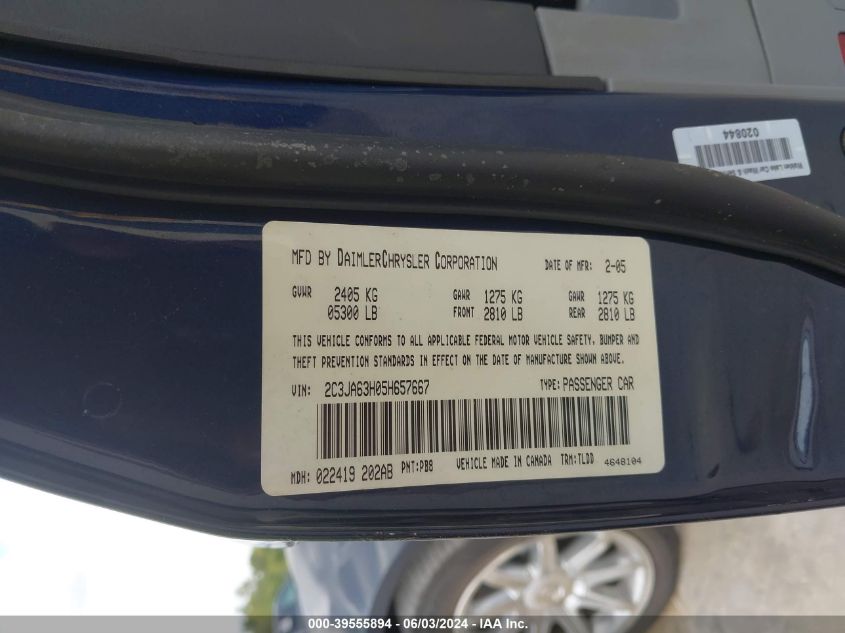 020844
MFD BY DAIMLERCHRYSLER CORPORATION DATE OF MFR: 2-05
GVWR 2405 KG GAWR 1275 KG GAWR 1275 KG
05300 LB FRONT 2810 LB REAR 2810 LB
THIS VEHICLE CONFORMS TO ALL APPLICABLE FEDERAL MOTOR VEHICLE SAFETY, BUMPER AND
THEFT PREVENTION STANDARDS IN EFFECT ON THE DATE OF MANUFACTURE SHOWN ABOVE.
VIN: 2C3JA63H05H657667 TYPE: PASSENGER CAR
MDH: 022419 202AB PNT: PB8 VEHICLE MADE IN CANADA TRM: TLDD 4648104
000-39555894 / 06/03/2024 / IAA Inc.